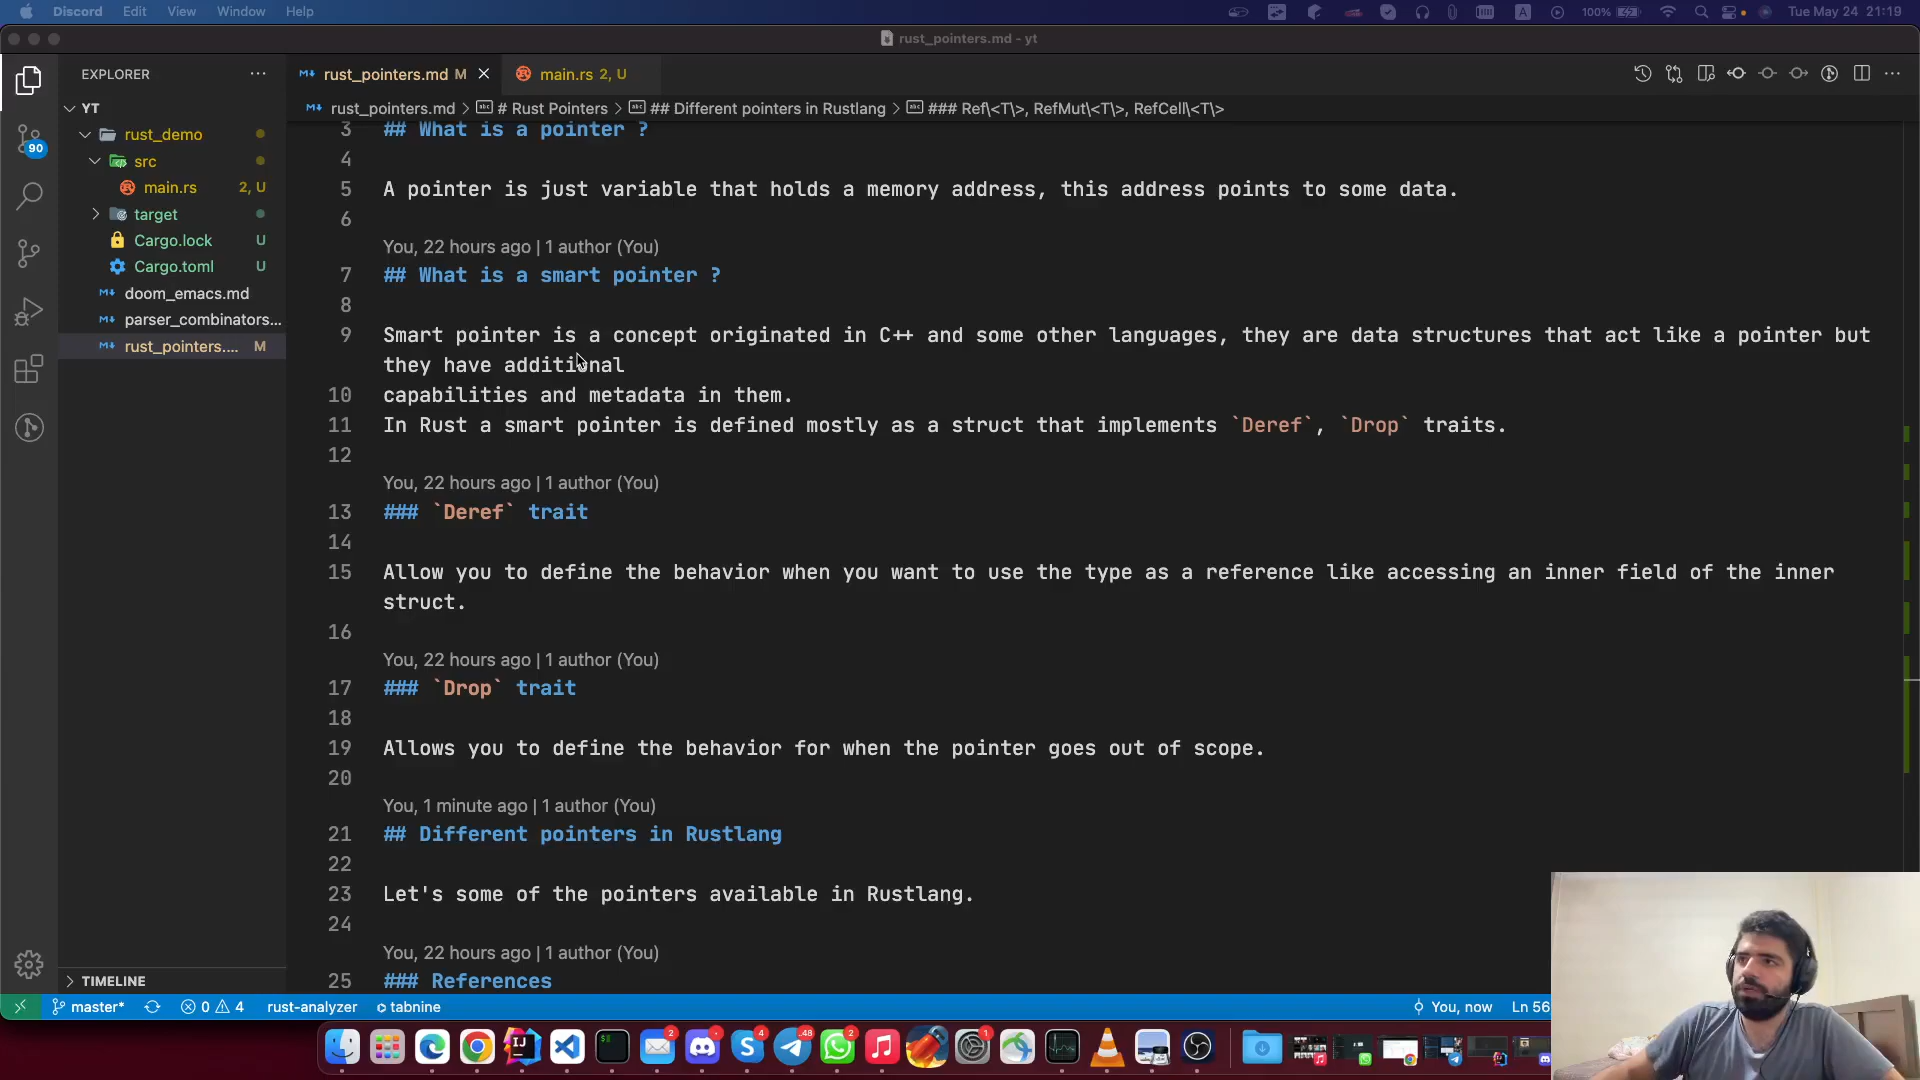 Discord Edit View Window Help 100% Tue May 24 21:19
rust_pointers.md - yt
EXPLORER
rust_pointers.md M
main.rs 2, U
YT
rust_pointers.md > # Rust Pointers > ## Different pointers in Rustlang > ### Ref\<T\>, RefMut\<T\>, RefCell\<T\>
rust_demo
src
main.rs 2, U
target
Cargo.lock U
Cargo.toml U
doom_emacs.md
parser_combinators...
rust_pointers.... M
90
3 ## What is a pointer ?
4
5 A pointer is just variable that holds a memory address, this address points to some data.
6
You, 22 hours ago | 1 author (You)
7 ## What is a smart pointer ?
8
9 Smart pointer is a concept originated in C++ and some other languages, they are data structures that act like a pointer but
they have additional
10 capabilities and metadata in them.
11 In Rust a smart pointer is defined mostly as a struct that implements `Deref`, `Drop` traits.
12
You, 22 hours ago | 1 author (You)
13 ### `Deref` trait
14
15 Allow you to define the behavior when you want to use the type as a reference like accessing an inner field of the inner
struct.
16
You, 22 hours ago | 1 author (You)
17 ### `Drop` trait
18
19 Allows you to define the behavior for when the pointer goes out of scope.
20
You, 1 minute ago | 1 author (You)
21 ## Different pointers in Rustlang
22
23 Let's some of the pointers available in Rustlang.
24
You, 22 hours ago | 1 author (You)
25 ### References
TIMELINE
master* 0 4 rust-analyzer tabnine You, now Ln 56
2 4 48 2 1